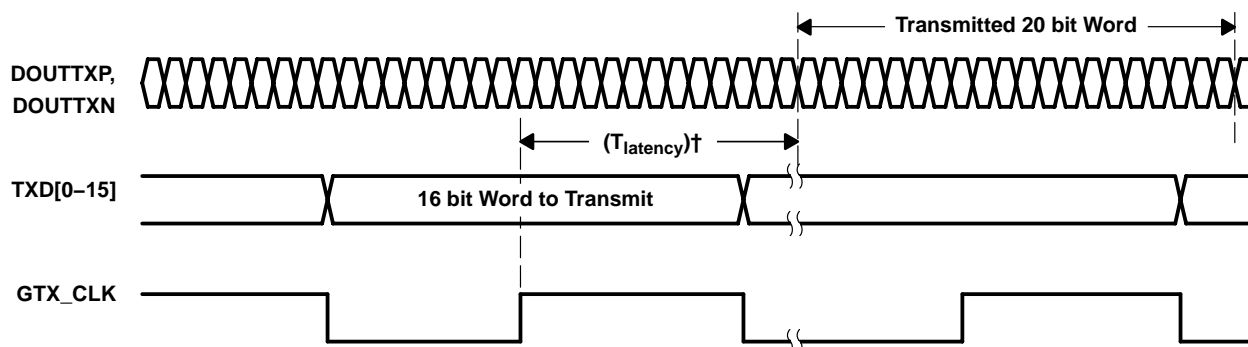 Transmitted 20 bit Word
DOUTTXP,
DOUTTXN
(Tlatency)†
TXD[0–15]
16 bit Word to Transmit
GTX_CLK